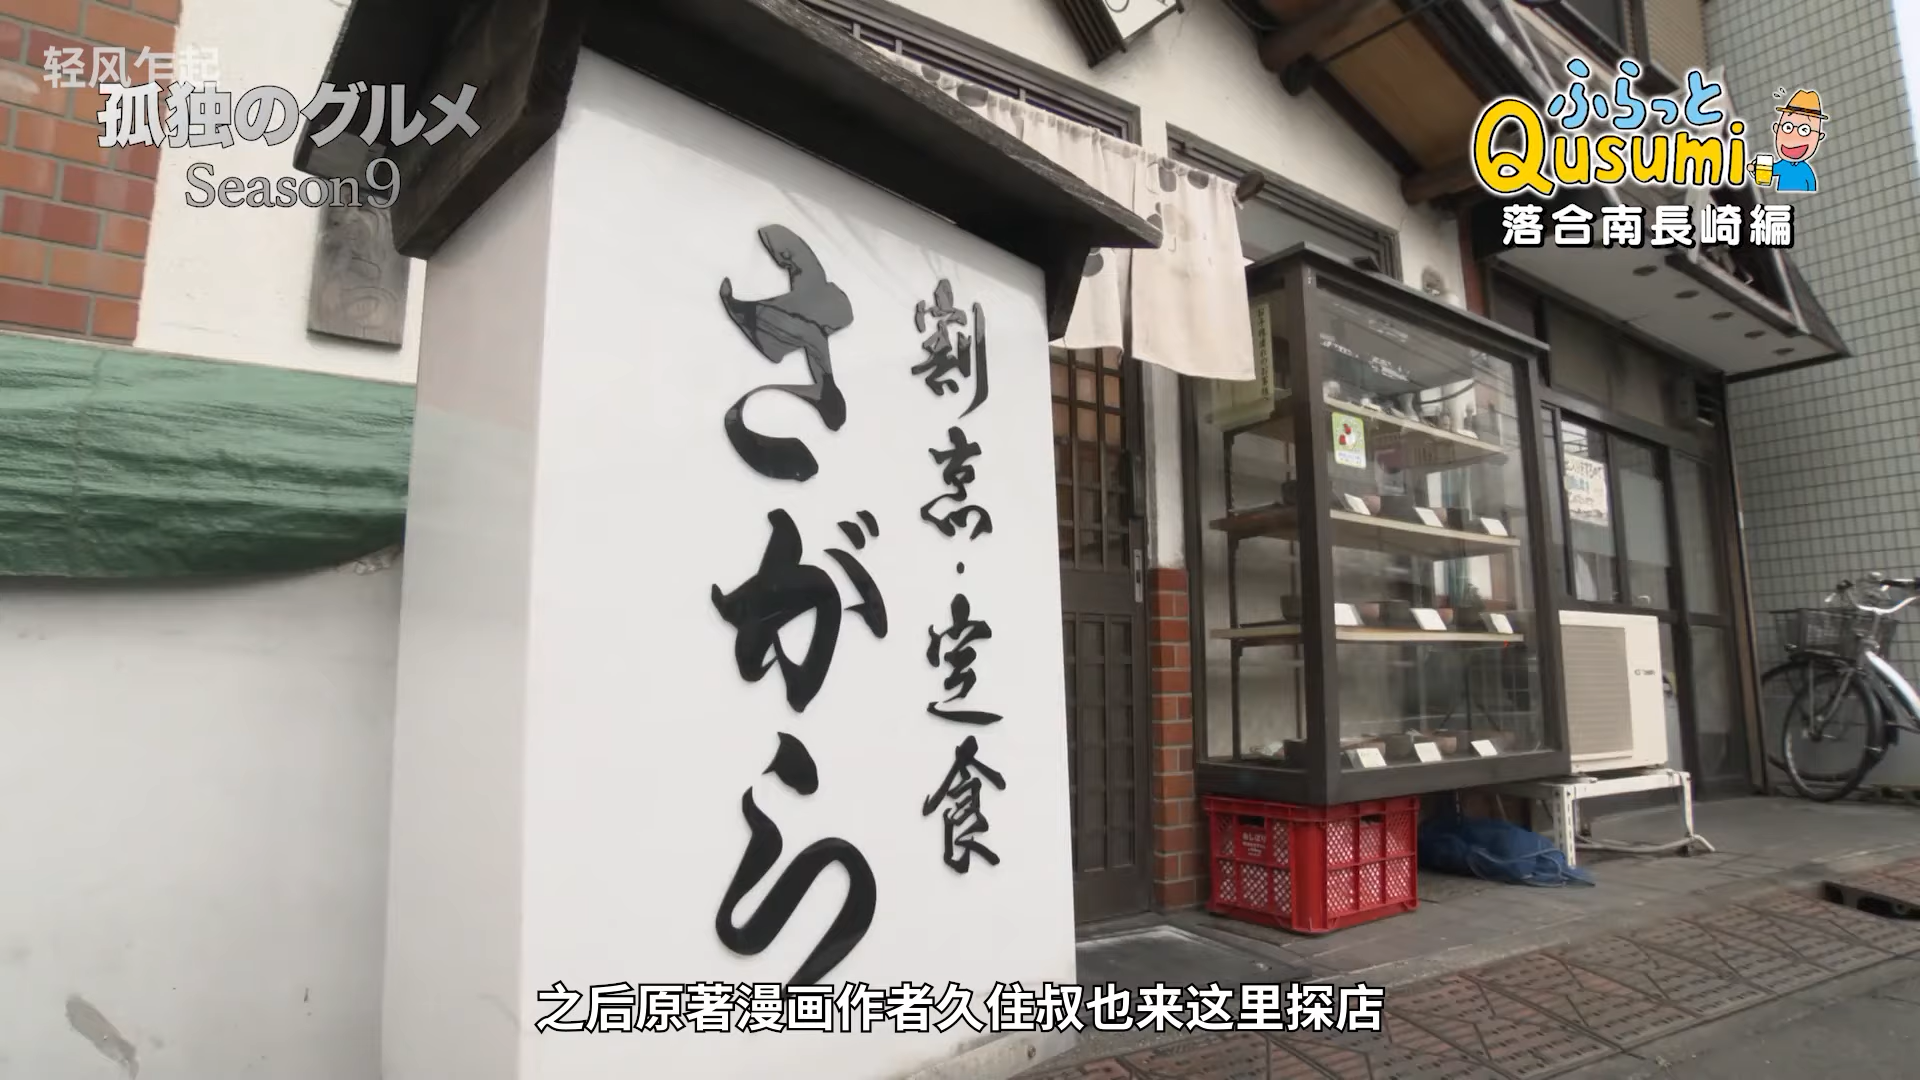 轻风乍起
孤独のグルメ
Season9
ふらっと
Qusumi
落合南長崎編
割烹・定食
さがら
之后原著漫画作者久住叔也来这里探店